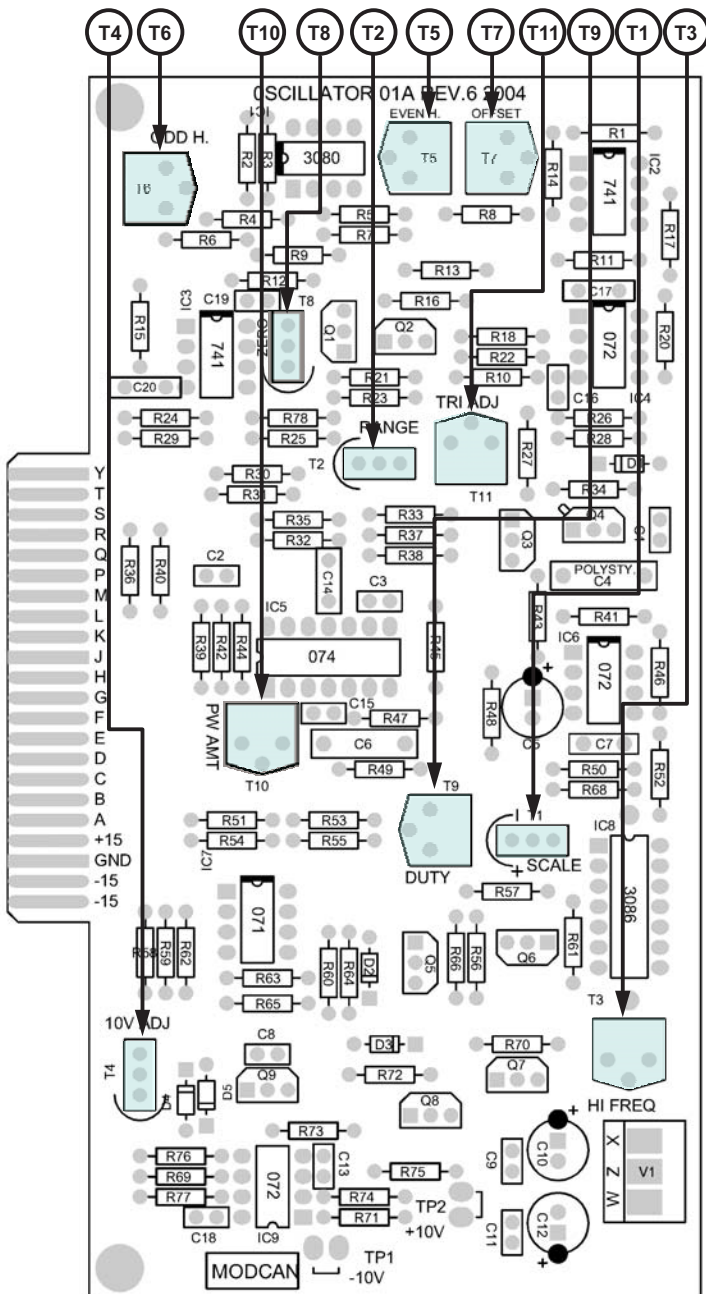 T4 T6 T10 T8 T2 T5 T7 T11 T9 T1 T3
OSCILLATOR 01A REV.6 2004
EVEN H. OFFSET
ODD H.
IC1
R2 R3 3080
T6 T5 T7
R14 R1
741 IC2
R4 R5 R8
R6 R7
R17
R9 R11
R12 R13
C19 C17
R16
R15 IC3 741
T8 ZERO
Q1 Q2
R18 072 R20
R22
C20 R21 R10
R23 C16 IC4
TRI ADJ
R24 R78 R26
R29 R25 RANGE R28
T2 R27
R30 T11 D1
R31 R34
R35 R33 Q4 C1
R32 R37 Q3
R38
Y
T
S
R
Q
P
M
L
K
J
H
G
F
E
D
C
B
A
+15
GND
-15
-15
R36 R40 C2 C14 C3
POLYSTY.
C4
IC5 R43 R41
R39 R42 R44 074 R45
IC6 072 R46
+
R48 C5
C15 R47
PW AMT C6 C7
R49 R50 R52
T10 T9 R68
R51 R53 T1
R54 R55 IC8
IC7 DUTY + SCALE
3086
071 R57
R58 R59 R62
R60 R64 D2 Q5 R66 R56 Q6 R61
R63
R65
T3
10V ADJ
C8 D3 R70
T4 Q9 R72 Q7
D4 D5 HI FREQ
Q8
+
R73 X
R76 C13 C9 C10 Z V1
R69 072 R75 W
R77 R74 TP2
R71 +10V C11 C12
C18 IC9
+
MODCAN TP1
-10V